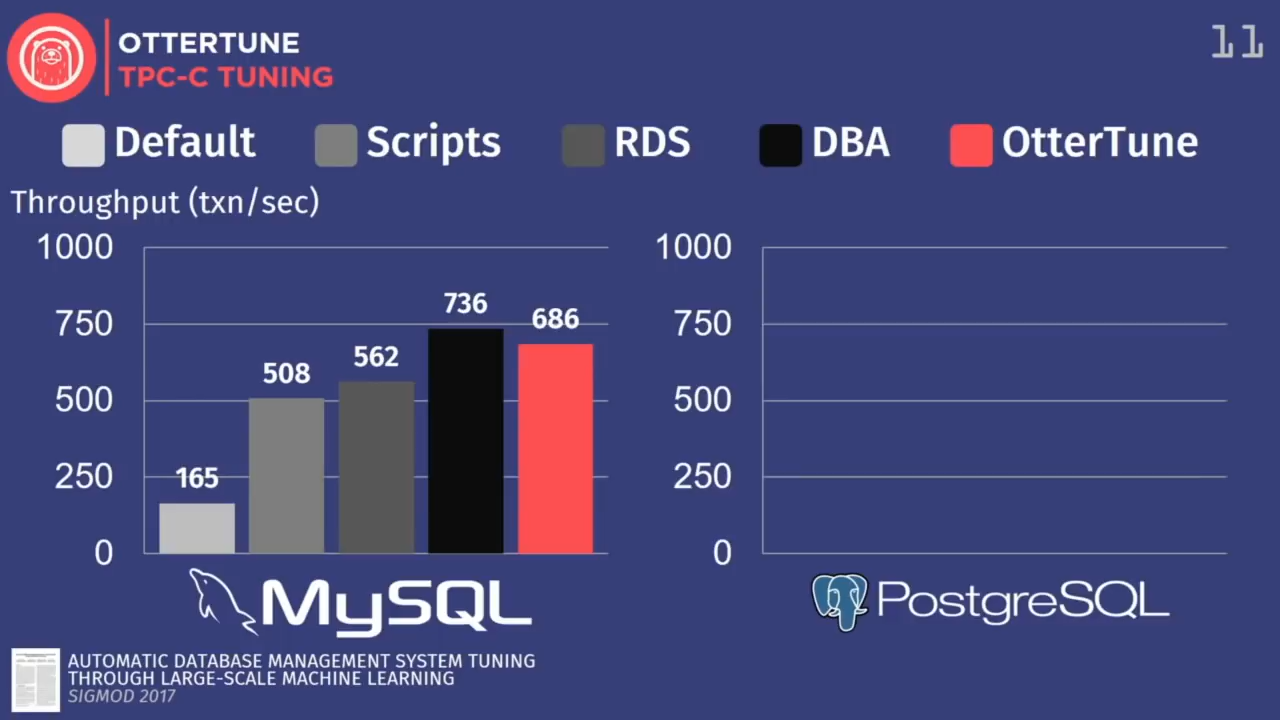 OTTERTUNE
TPC-C TUNING
11
Default Scripts RDS DBA OtterTune
Throughput (txn/sec)
1000
750
500
250
0
165
508
562
736
686
MySQL
1000
750
500
250
0
PostgreSQL
AUTOMATIC DATABASE MANAGEMENT SYSTEM TUNING
THROUGH LARGE-SCALE MACHINE LEARNING
SIGMOD 2017